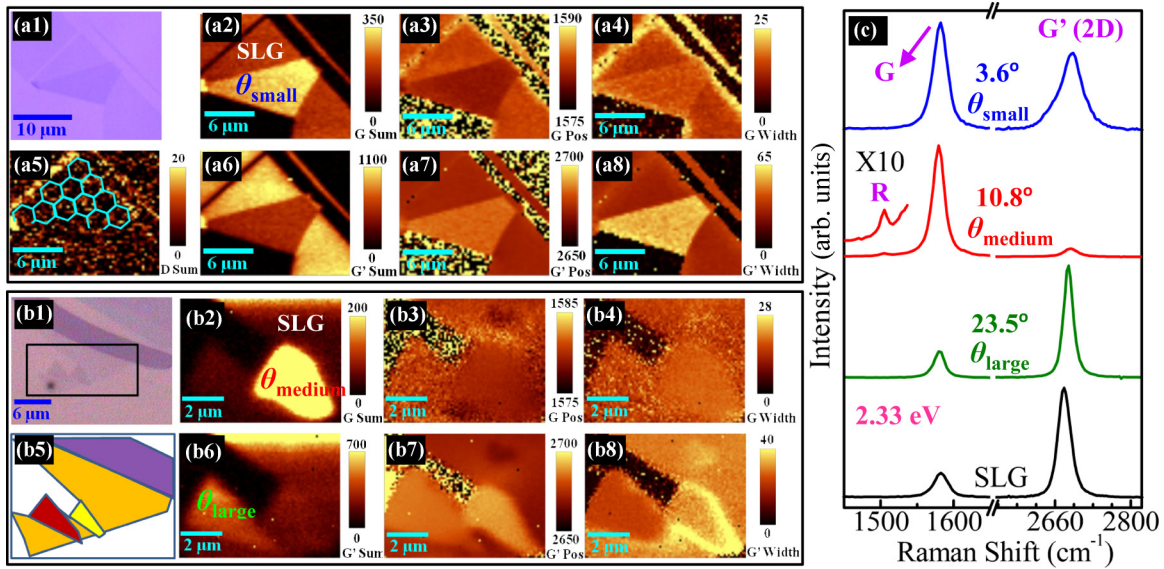 (a1)
10 μm
(a2)
SLG
θsmall
6 μm
350
0
G Sum
(a3)
6 μm
1590
1575
G Pos
(a4)
6 μm
25
0
G Width
(a5)
6μm
20
0
D Sum
(a6)
6 μm
1100
0
G' Sum
(a7)
6 μm
2700
2650
G' Pos
(a8)
6 μm
65
0
G' Width
(b1)
6 μm
(b2)
SLG
θmedium
2 μm
200
0
G Sum
(b3)
2 μm
1585
1575
G Pos
(b4)
2 μm
28
0
G Width
(b5)
(b6)
θlarge
2 μm
700
0
G' Sum
(b7)
2 μm
2700
2650
G' Pos
(b8)
2 μm
40
0
G' Width
(c)
G' (2D)
G
3.6°
θsmall
X10
R
10.8°
θmedium
23.5°
θlarge
2.33 eV
SLG
Intensity (arb. units)
1500 1600 2640 2800
Raman Shift (cm-1)